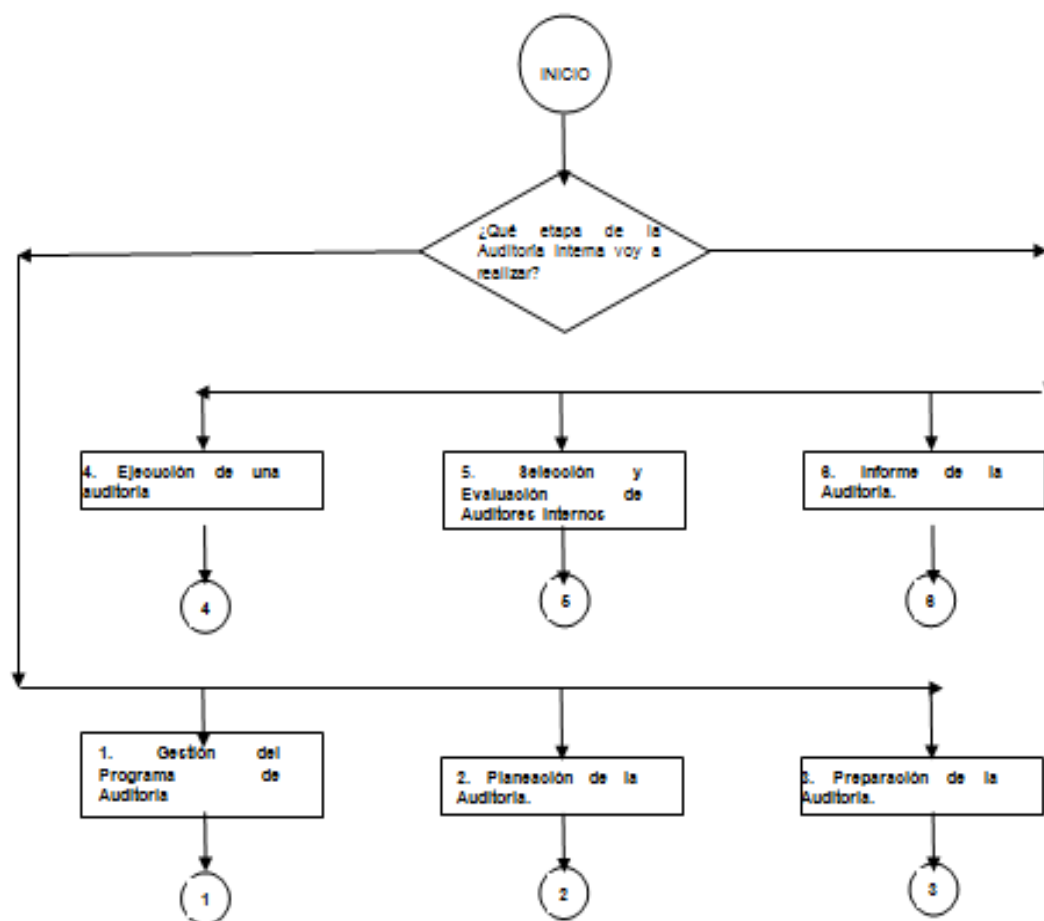 INICIO
¿Qué etapa de la
Auditoría Interna voy a
realizar?
4. Ejecución de una
auditoria
5. Selección y
Evaluación de
Auditores Internos
6. Informe de la
Auditoria.
4
5
6
1. Gestión del
Programa de
Auditoria
2. Planeación de la
Auditoria.
3. Preparación de la
Auditoria.
1
2
3